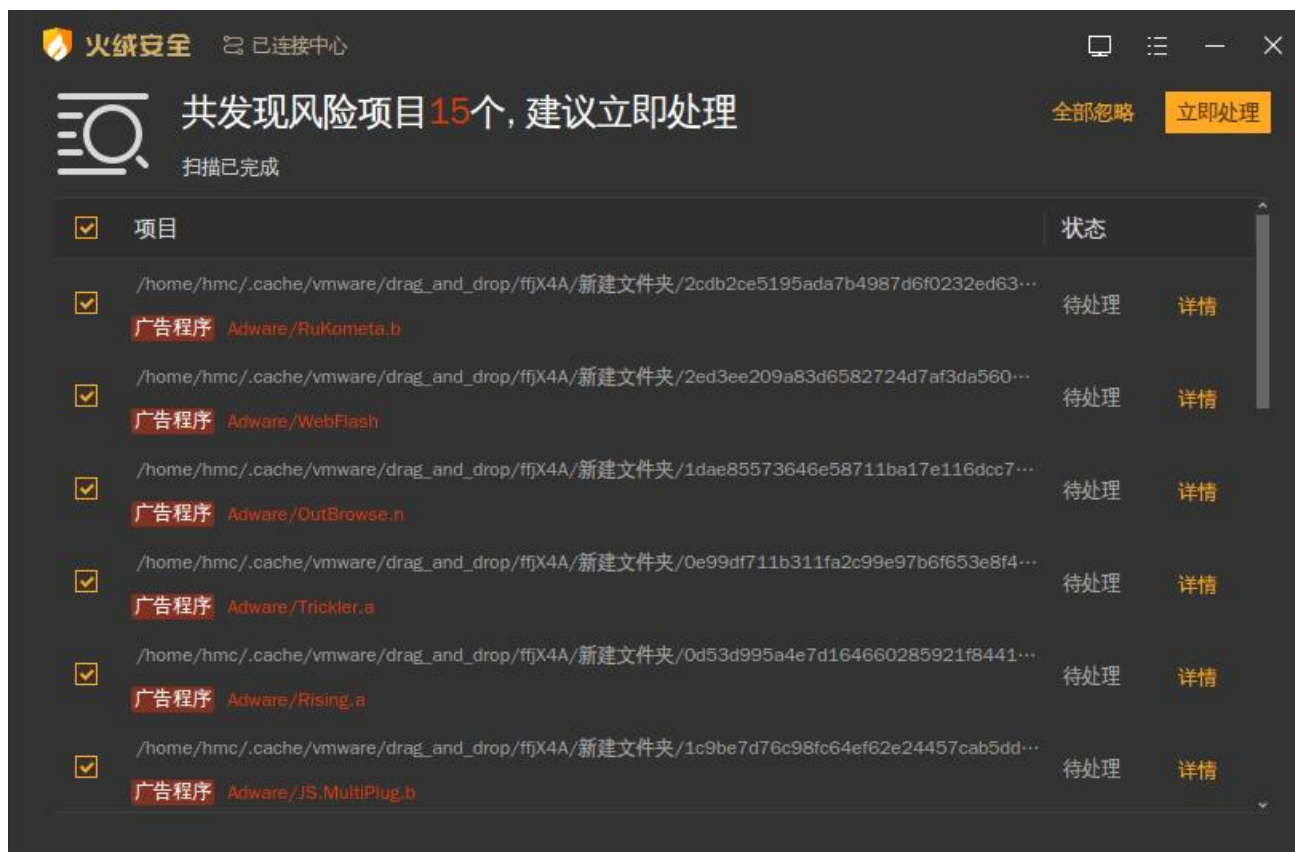 火绒安全 已连接中心
共发现风险项目15个, 建议立即处理 全部忽略 立即处理
扫描已完成
项目 状态
/home/hmc/.cache/vmware/drag_and_drop/ffjX4A/新建文件夹/2cdb2ce5195ada7b4987d6f0232ed63… 待处理 详情
广告程序 Adware/RuKometa.b
/home/hmc/.cache/vmware/drag_and_drop/ffjX4A/新建文件夹/2ed3ee209a83d6582724d7af3da560… 待处理 详情
广告程序 Adware/WebFlash
/home/hmc/.cache/vmware/drag_and_drop/ffjX4A/新建文件夹/1dae85573646e58711ba17e116dcc7… 待处理 详情
广告程序 Adware/OutBrowse.n
/home/hmc/.cache/vmware/drag_and_drop/ffjX4A/新建文件夹/0e99df711b311fa2c99e97b6f653e8f4… 待处理 详情
广告程序 Adware/Trickler.a
/home/hmc/.cache/vmware/drag_and_drop/ffjX4A/新建文件夹/0d53d995a4e7d164660285921f8441… 待处理 详情
广告程序 Adware/Rising.a
/home/hmc/.cache/vmware/drag_and_drop/ffjX4A/新建文件夹/1c9be7d76c98fc64ef62e24457cab5dd… 待处理 详情
广告程序 Adware/JS.MultiPlug.b